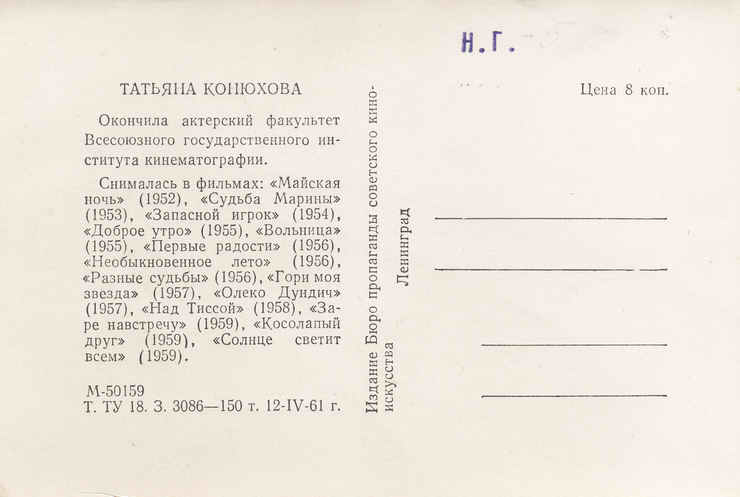 Н.Г.
ТАТЬЯНА КОНЮХОВА
Окончила актерский факультет
Всесоюзного государственного ин-
ститута кинематографии.
Снималась в фильмах: «Майская
ночь» (1952), «Судьба Марины»
(1953), «Запасной игрок» (1954),
«Доброе утро» (1955), «Вольница»
(1955), «Первые радости» (1956),
«Необыкновенное лето» (1956),
«Разные судьбы» (1956), «Гори моя
звезда» (1957), «Олеко Дундич»
(1957), «Над Тиссой» (1958), «За-
ре навстречу» (1959), «Косолапый
друг» (1959), «Солнце светит
всем» (1959).
М-50159
Т. ТУ 18. З. 3086—150 т. 12-IV-61 г.
Издание Бюро пропаганды советского кино-
искусства
Ленинград
Цена 8 коп.